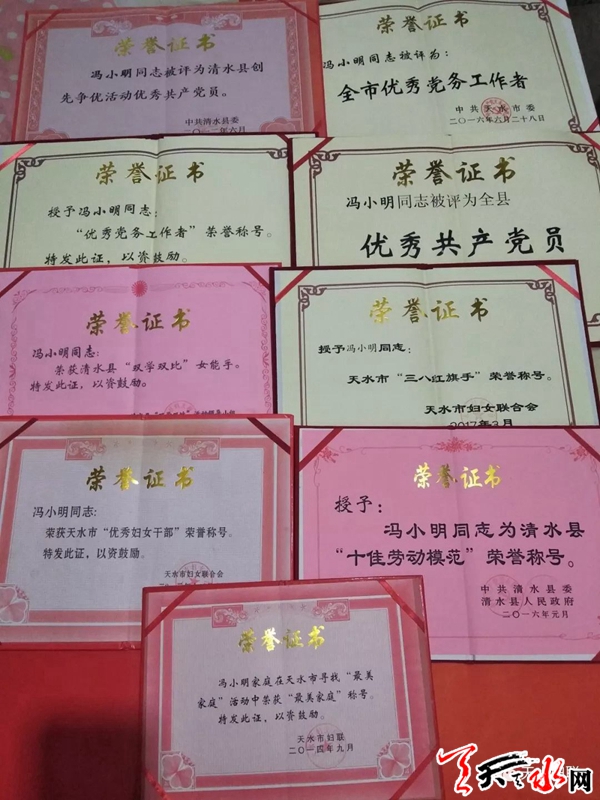 荣誉证书
冯小明同志被评为清水县创
先争优活动优秀共产党员。
中共清水县委
二〇一二年六月
荣誉证书
冯小明同志被评为:
全市优秀党务工作者
中共天水市委
二〇一六年六月二十八日
荣誉证书
授予冯小明同志:
“优秀党务工作者”荣誉称号。
特发此证,以资鼓励。
荣誉证书
冯小明同志被评为全县
优秀共产党员
荣誉证书
冯小明同志:
荣获清水县“双学双比”女能手。
特发此证,以资鼓励。
荣誉证书
授予冯小明同志:
天水市“三八红旗手”荣誉称号。
天水市妇女联合会
2017年3月
荣誉证书
冯小明同志:
荣获天水市“优秀妇女干部”荣誉称号。
特发此证,以资鼓励。
天水市妇女联合会
荣誉证书
授予:
冯小明同志为清水县
“十佳劳动模范”荣誉称号。
中共清水县委
清水县人民政府
二〇一六年元月
荣誉证书
冯小明家庭在天水市寻找“最美
家庭”活动中荣获“最美家庭”称号。
特发此证,以资鼓励。
天水市妇联
二〇一四年九月
天水网